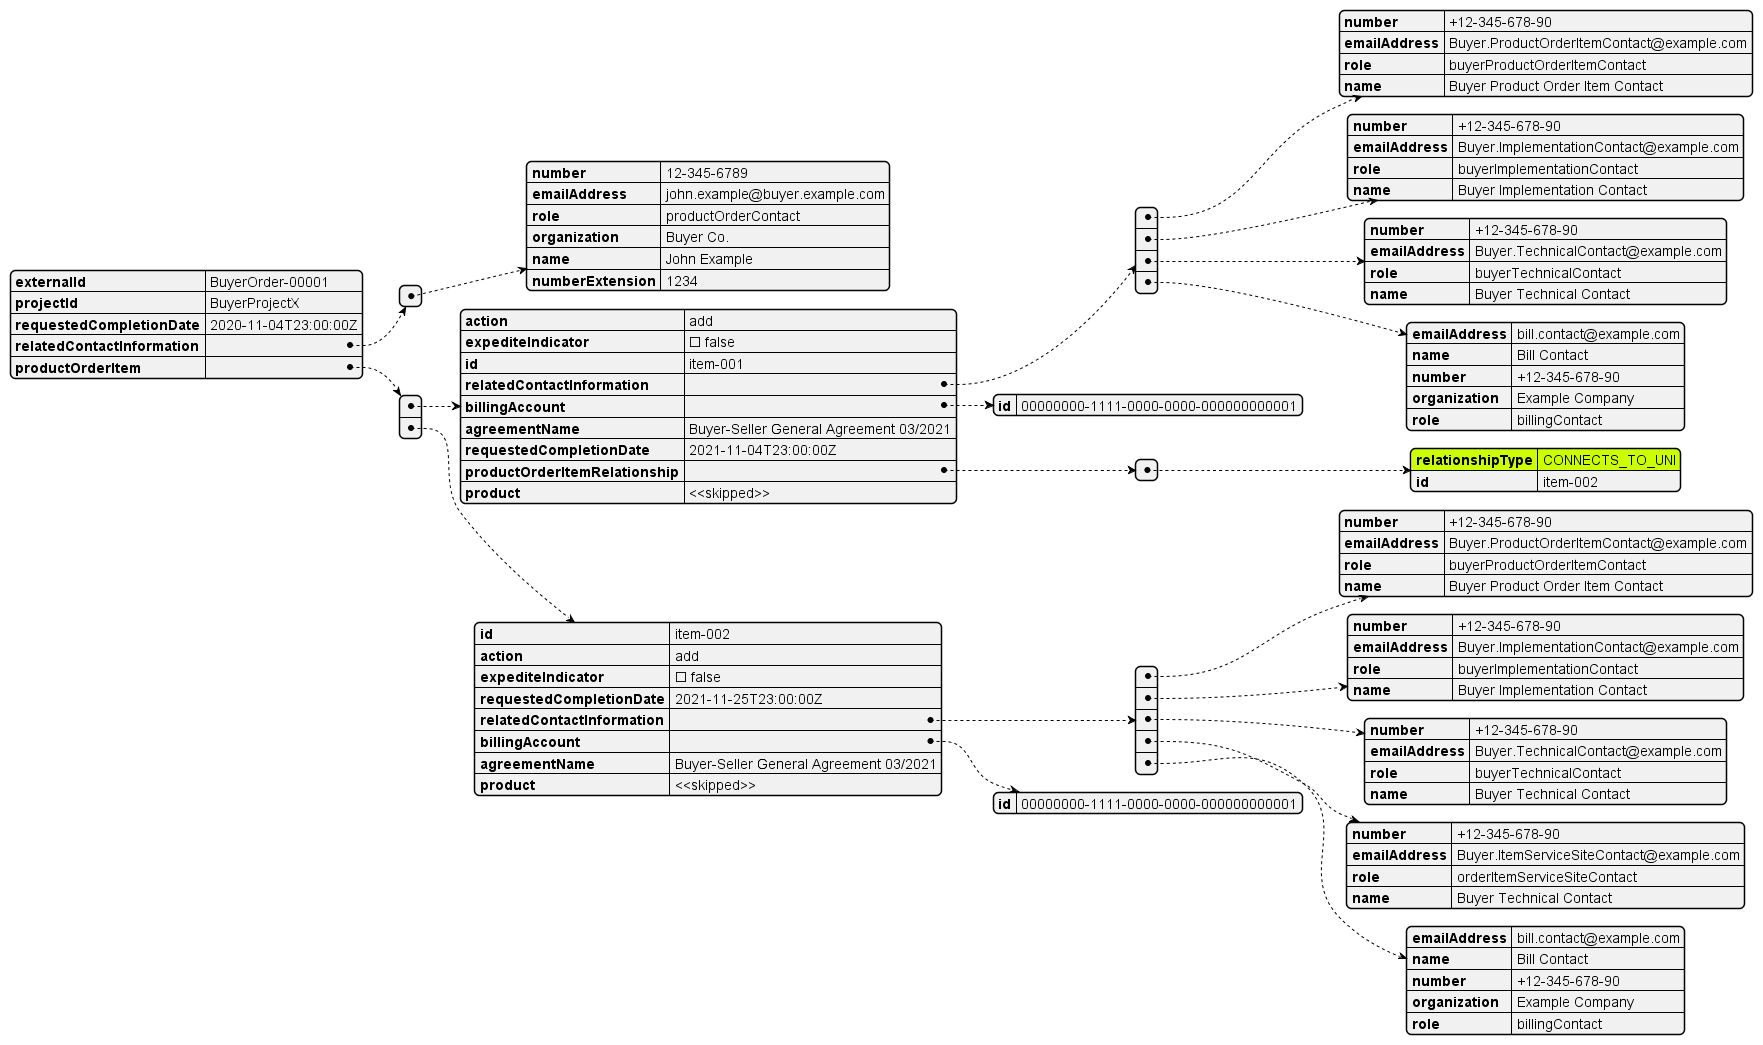 externalId BuyerOrder-00001
projectId BuyerProjectX
requestedCompletionDate 2020-11-04T23:00:00Z
relatedContactInformation
productOrderItem
number 12-345-6789
emailAddress john.example@buyer.example.com
role productOrderContact
organization Buyer Co.
name John Example
numberExtension 1234
action add
expediteIndicator ☐ false
id item-001
relatedContactInformation
billingAccount
agreementName Buyer-Seller General Agreement 03/2021
requestedCompletionDate 2021-11-04T23:00:00Z
productOrderItemRelationship
product <<skipped>>
number +12-345-678-90
emailAddress Buyer.ProductOrderItemContact@example.com
role buyerProductOrderItemContact
name Buyer Product Order Item Contact
number +12-345-678-90
emailAddress Buyer.ImplementationContact@example.com
role buyerImplementationContact
name Buyer Implementation Contact
number +12-345-678-90
emailAddress Buyer.TechnicalContact@example.com
role buyerTechnicalContact
name Buyer Technical Contact
emailAddress bill.contact@example.com
name Bill Contact
number +12-345-678-90
organization Example Company
role billingContact
id 00000000-1111-0000-0000-000000000001
relationshipType CONNECTS_TO_UNI
id item-002
id item-002
action add
expediteIndicator ☐ false
requestedCompletionDate 2021-11-25T23:00:00Z
relatedContactInformation
billingAccount
agreementName Buyer-Seller General Agreement 03/2021
product <<skipped>>
number +12-345-678-90
emailAddress Buyer.ProductOrderItemContact@example.com
role buyerProductOrderItemContact
name Buyer Product Order Item Contact
number +12-345-678-90
emailAddress Buyer.ImplementationContact@example.com
role buyerImplementationContact
name Buyer Implementation Contact
number +12-345-678-90
emailAddress Buyer.TechnicalContact@example.com
role buyerTechnicalContact
name Buyer Technical Contact
number +12-345-678-90
emailAddress Buyer.ItemServiceSiteContact@example.com
role orderItemServiceSiteContact
name Buyer Technical Contact
emailAddress bill.contact@example.com
name Bill Contact
number +12-345-678-90
organization Example Company
role billingContact
id 00000000-1111-0000-0000-000000000001